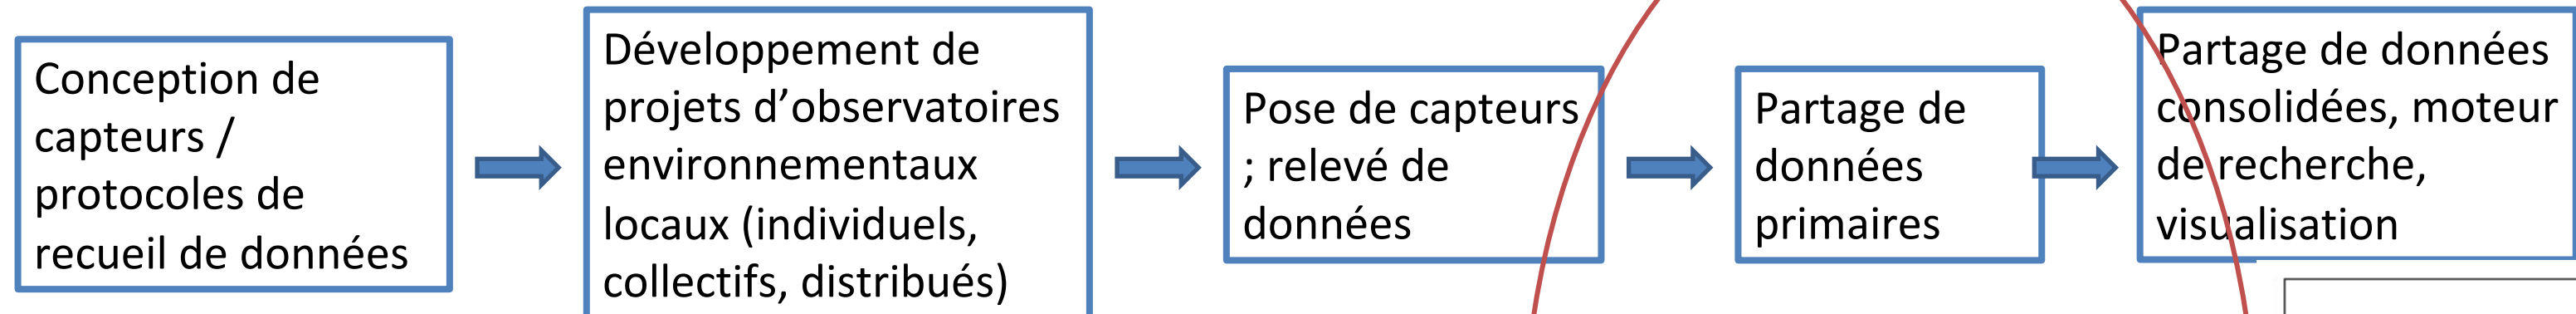 Conception de
capteurs /
protocoles de
recueil de données
Développement de
projets d’observatoires
environnementaux
locaux (individuels,
collectifs, distribués)
Pose de capteurs
; relevé de
données
Partage de
données
primaires
Partage de données
consolidées, moteur
de recherche,
visualisation